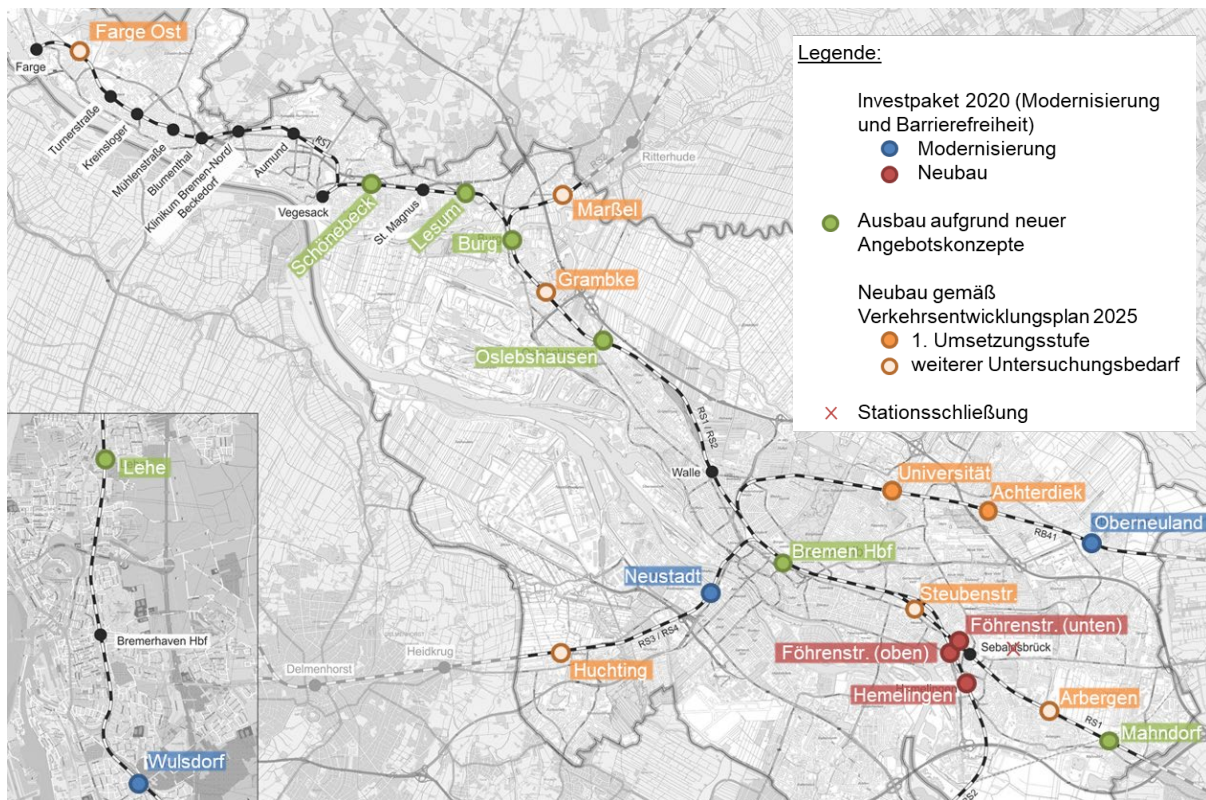 Farge Ost
Farge
Turnerstraße
Kreinsloger
Mühlenstraße
Blumenthal
Klinikum Bremen-Nord/
Beckedorf
Aumund
RS1
Vegesack
Schönebeck
St. Magnus
Lesum
Burg
Marßel
Ritterhude
Grambke
Oslebshausen
RS1 / RS2
Walle
Legende:
Investpaket 2020 (Modernisierung
und Barrierefreiheit)
Modernisierung
Neubau
Ausbau aufgrund neuer
Angebotskonzepte
Neubau gemäß
Verkehrsentwicklungsplan 2025
1. Umsetzungsstufe
weiterer Untersuchungsbedarf
Stationsschließung
Universität
Achterdiek
Oberneuland
RB41
Bremen Hbf
Neustadt
Steubenstr.
RS3 / RS4
Heidkrug
Delmenhorst
Huchting
Föhrenstr. (unten)
Föhrenstr. (oben)
Sebaldsbrück
Hemelingen
Arbergen
RS1
Mahndorf
RS2
Lehe
Bremerhaven Hbf
Wulsdorf